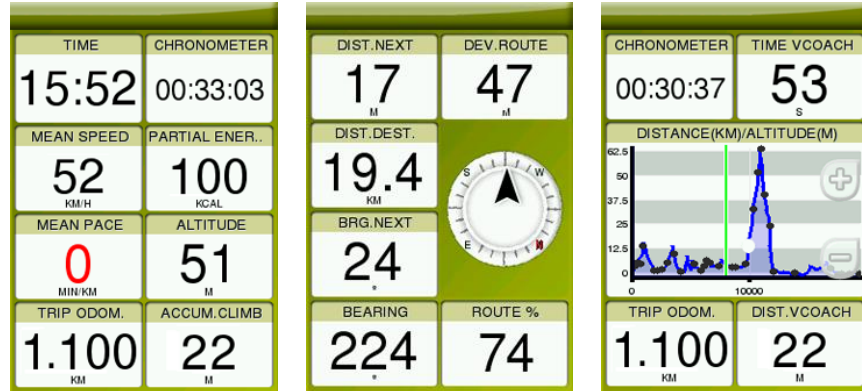 TIME CHRONOMETER
15:52 00:33:03
MEAN SPEED PARTIAL ENER..
52 100
KM/H KCAL
MEAN PACE ALTITUDE
0 51
MIN/KM M
TRIP ODOM. ACCUM.CLIMB
1.100 22
KM M
DIST.NEXT DEV.ROUTE
17 47
M M
DIST.DEST.
19.4
KM
S W
E N
BRG.NEXT
24
°
BEARING ROUTE %
224 74
°
CHRONOMETER TIME VCOACH
00:30:37 53
S
DISTANCE(KM)/ALTITUDE(M)
62.5
50
37.5
25
12.5
0
0 10000
TRIP ODOM. DIST.VCOACH
1.100 22
KM M